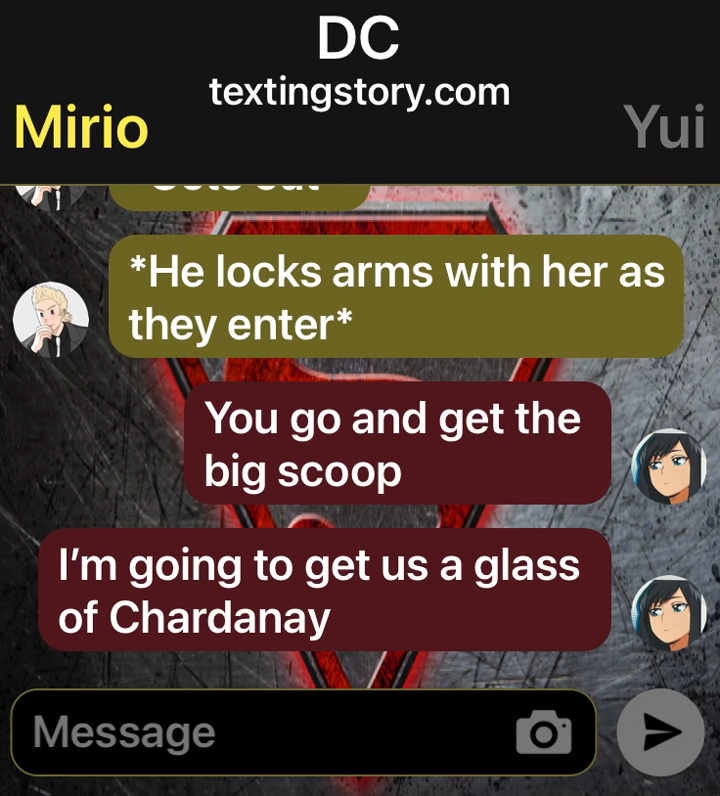 DC
textingstory.com
Mirio
Yui
*He locks arms with her as
they enter*
You go and get the
big scoop
I’m going to get us a glass
of Chardanay
Message